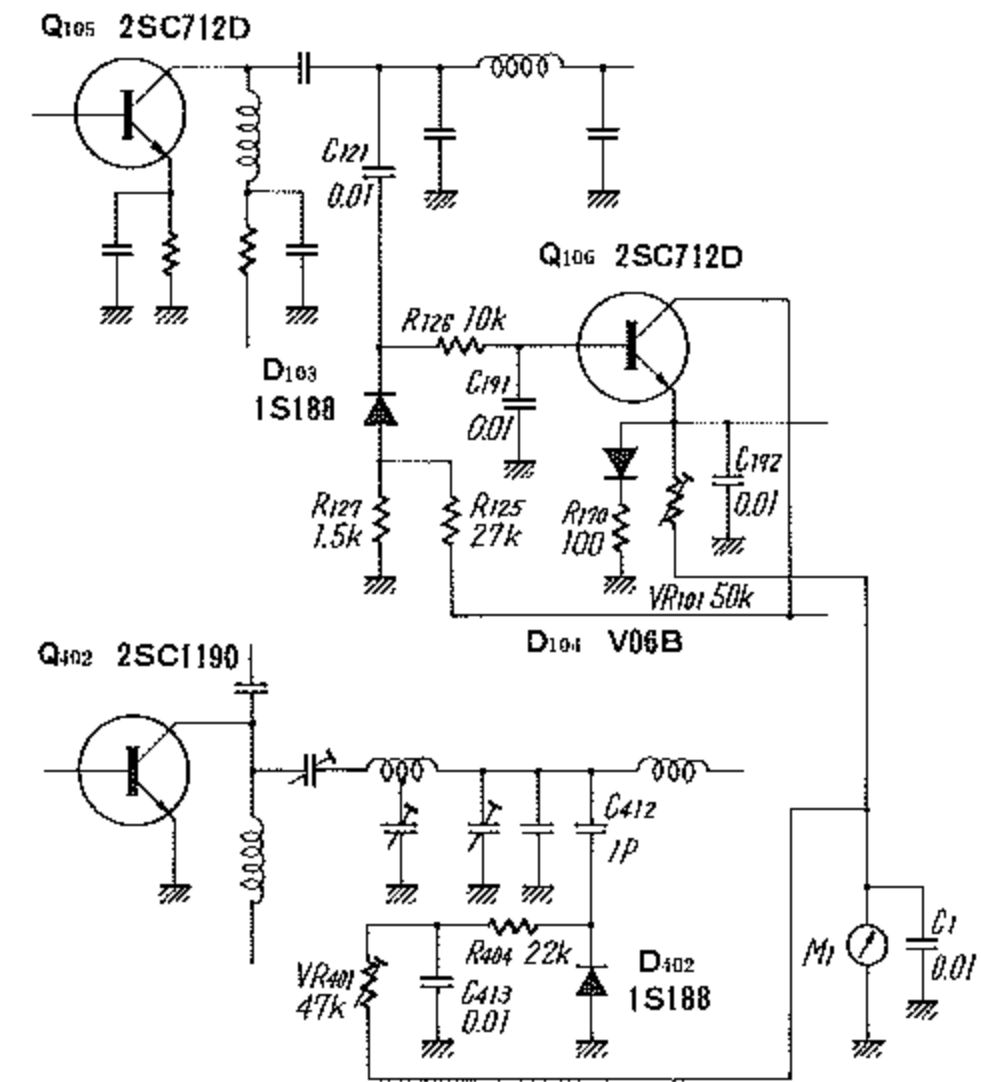 Q105 2SC712D
C121
0.01
Q106 2SC712D
R126 10k
D103
1S188
C191
0.01
R127
1.5k
R125
27k
R170
100
C192
0.01
VR101 50k
D104 V06B
Q402 2SC1190
C412
1P
R404 22k
VR401
47k
C413
0.01
D402
1S188
M1
C1
0.01